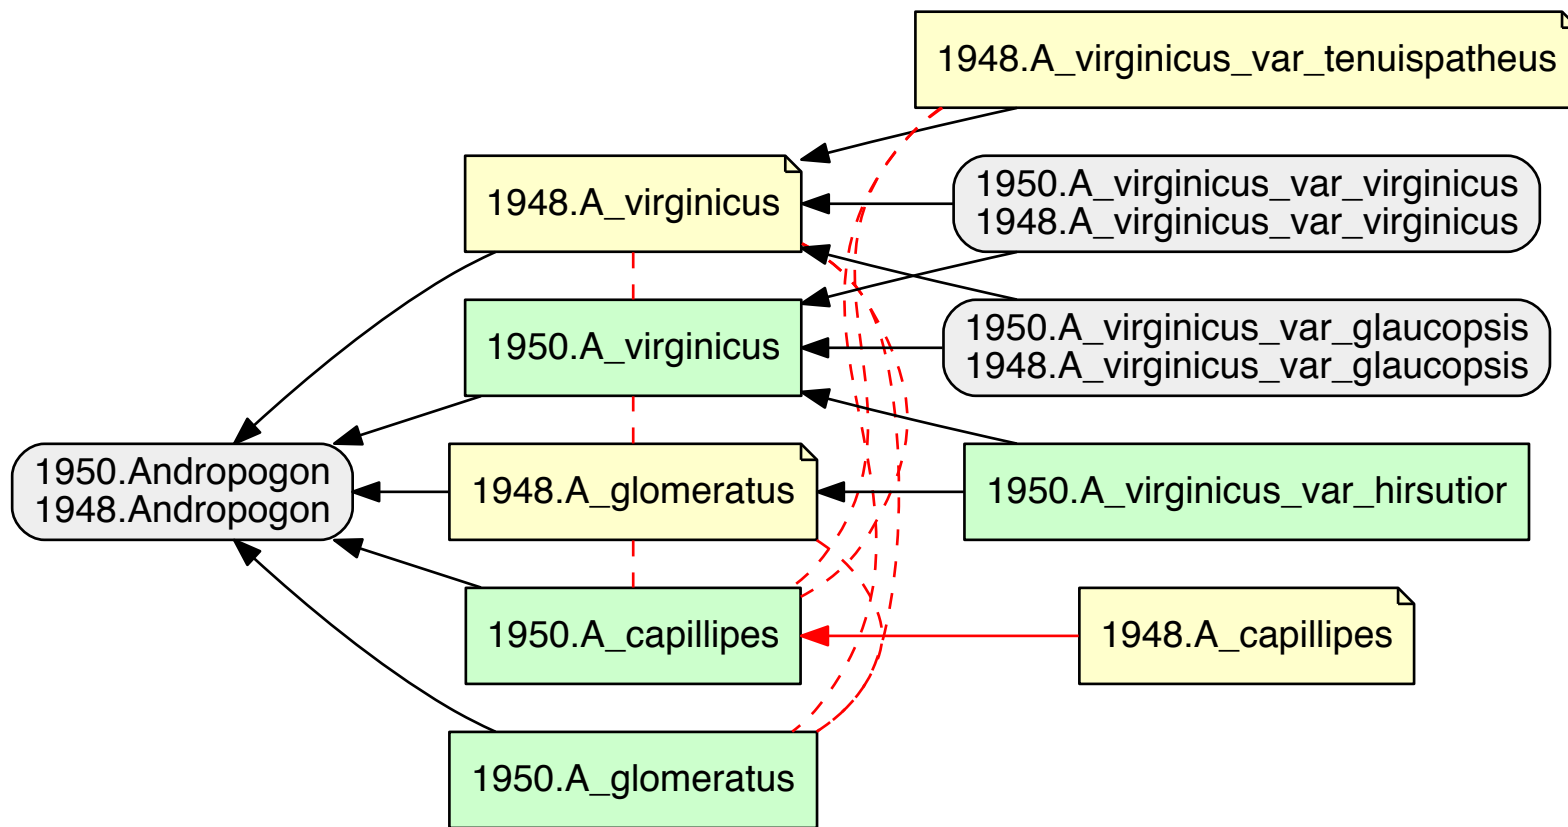 1948.A_virginicus_var_tenuispatheus
1948.A_virginicus
1950.A_virginicus_var_virginicus
1948.A_virginicus_var_virginicus
1950.A_virginicus
1950.A_virginicus_var_glaucopsis
1948.A_virginicus_var_glaucopsis
1950.Andropogon
1948.Andropogon
1948.A_glomeratus
1950.A_virginicus_var_hirsutior
1950.A_capillipes
1948.A_capillipes
1950.A_glomeratus